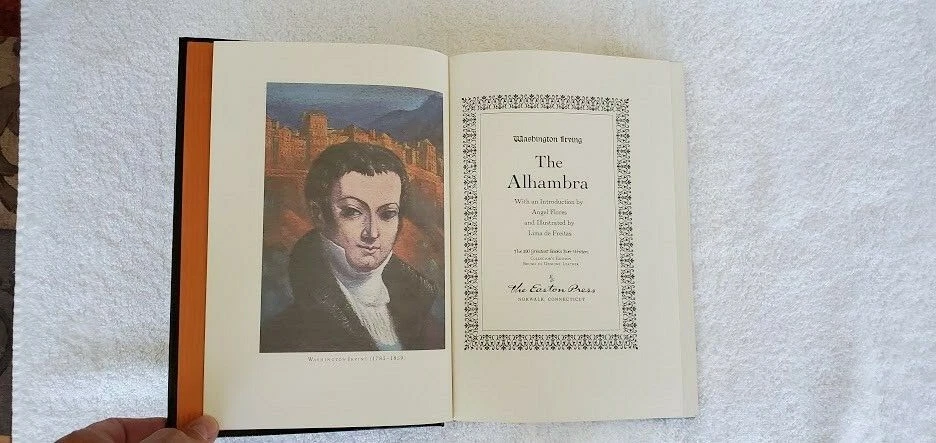 WASHINGTON IRVING (1783–1859)
Washington Irving
The
Alhambra
With an Introduction by
Angel Flores
and Illustrated by
Lima de Freitas
The 100 Greatest Books Ever Written
COLLECTOR'S EDITION
BOUND IN GENUINE LEATHER
The Easton Press
NORWALK, CONNECTICUT